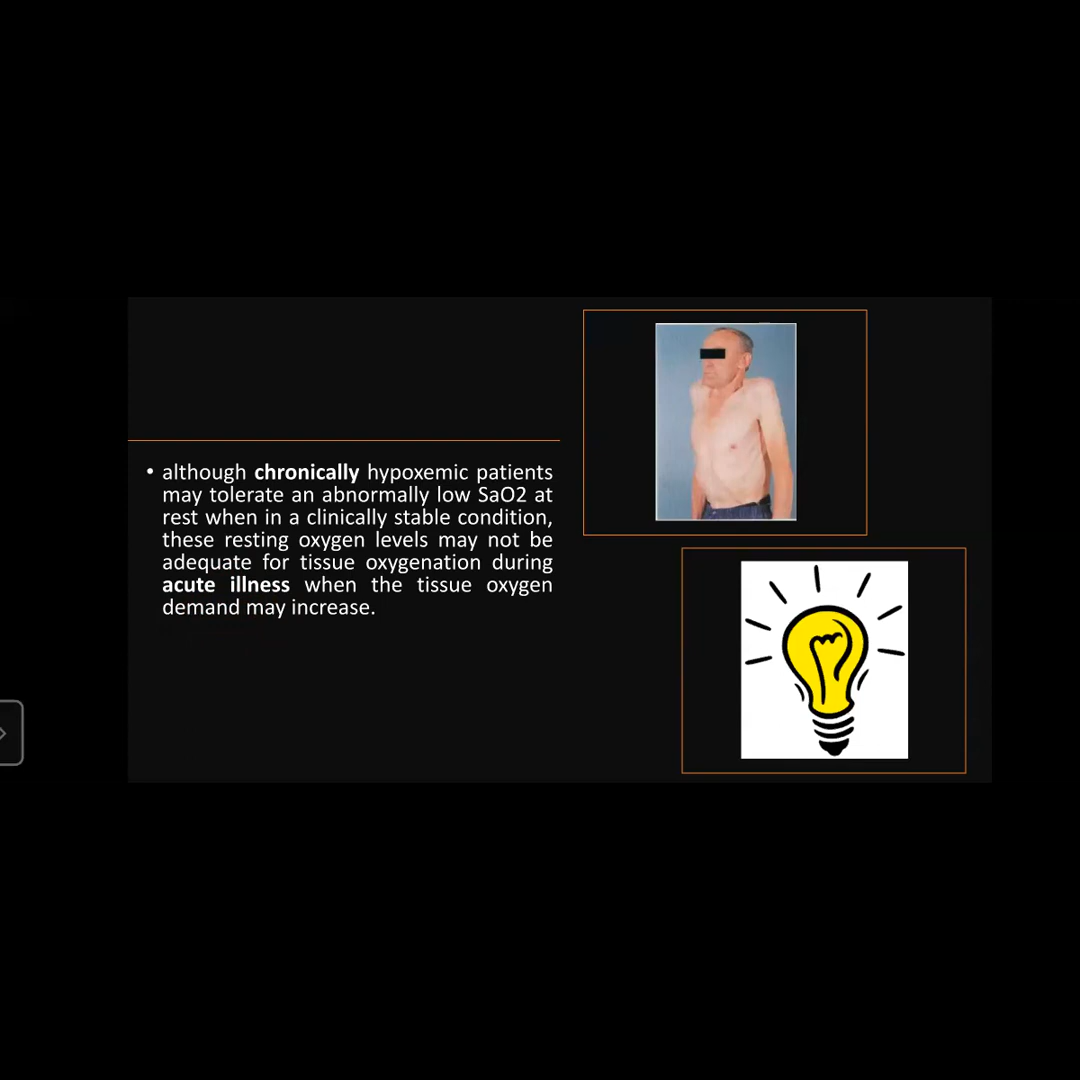 • although chronically hypoxemic patients
may tolerate an abnormally low SaO2 at
rest when in a clinically stable condition,
these resting oxygen levels may not be
adequate for tissue oxygenation during
acute illness when the tissue oxygen
demand may increase.